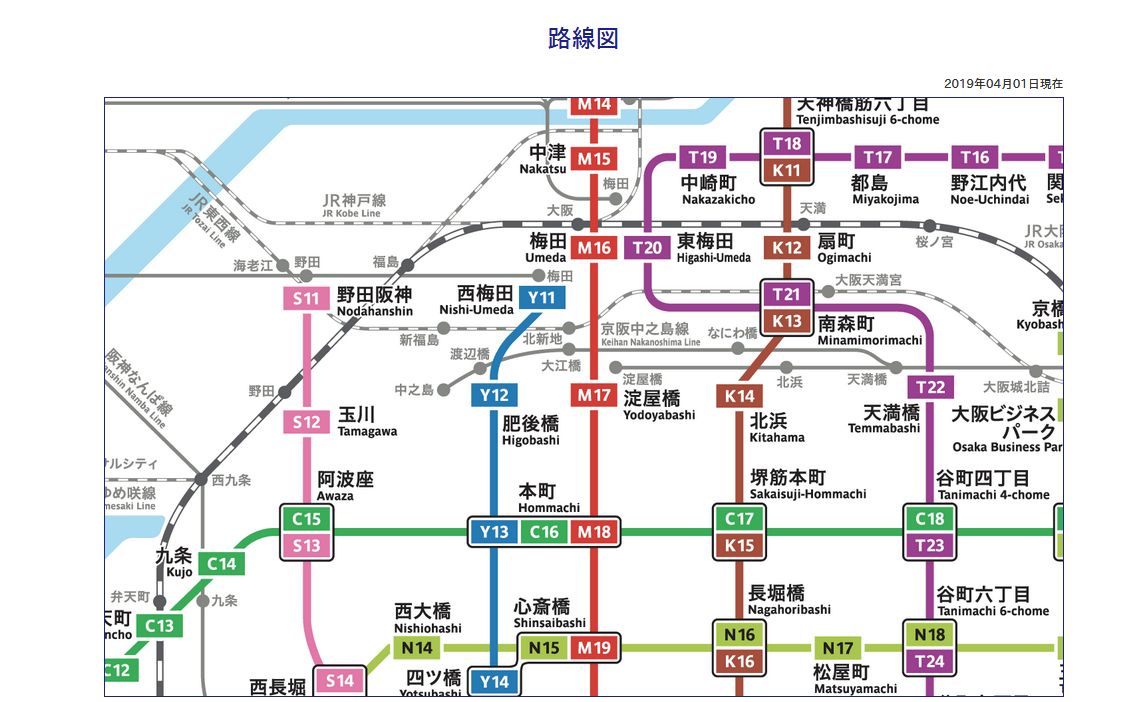 路線図
2019年04月01日現在
M14
天神橋筋六丁目
Tenjimbashisuji 6-chome
中津
Nakatsu
M15
T19
中崎町
Nakazakicho
T18
K11
T17
都島
Miyakojima
T16
野江内代
Noe-Uchindai
梅田
JR神戸線
JR Kobe Line
JR東西線
JR Tozai Line
大阪
天満
桜ノ宮
梅田
Umeda
M16
T20
東梅田
Higashi-Umeda
K12
扇町
Ogimachi
海老江
野田
福島
梅田
大阪天満宮
S11
野田阪神
Nodahanshin
西梅田
Nishi-Umeda
Y11
T21
K13
南森町
Minamimorimachi
新福島
北新地
京阪中之島線
Keihan Nakanoshima Line
なにわ橋
渡辺橋
大江橋
中之島
淀屋橋
北浜
天満橋
大阪城北詰
阪神なんば線
anshin Namba Line
野田
Y12
肥後橋
Higobashi
M17
淀屋橋
Yodoyabashi
K14
北浜
Kitahama
T22
天満橋
Temmabashi
大阪ビジネス
パーク
Osaka Business Par
S12
玉川
Tamagawa
西九条
阿波座
Awaza
C15
S13
本町
Hommachi
Y13
C16
M18
堺筋本町
Sakaisuji-Hommachi
C17
K15
谷町四丁目
Tanimachi 4-chome
C18
T23
九条
Kujo
C14
弁天町
九条
C13
C12
西大橋
Nishiohashi
N14
心斎橋
Shinsaibashi
N15
M19
長堀橋
Nagahoribashi
N16
K16
N17
松屋町
Matsuyamachi
谷町六丁目
Tanimachi 6-chome
N18
T24
西長堀
S14
四ツ橋
Yotsubashi
Y14